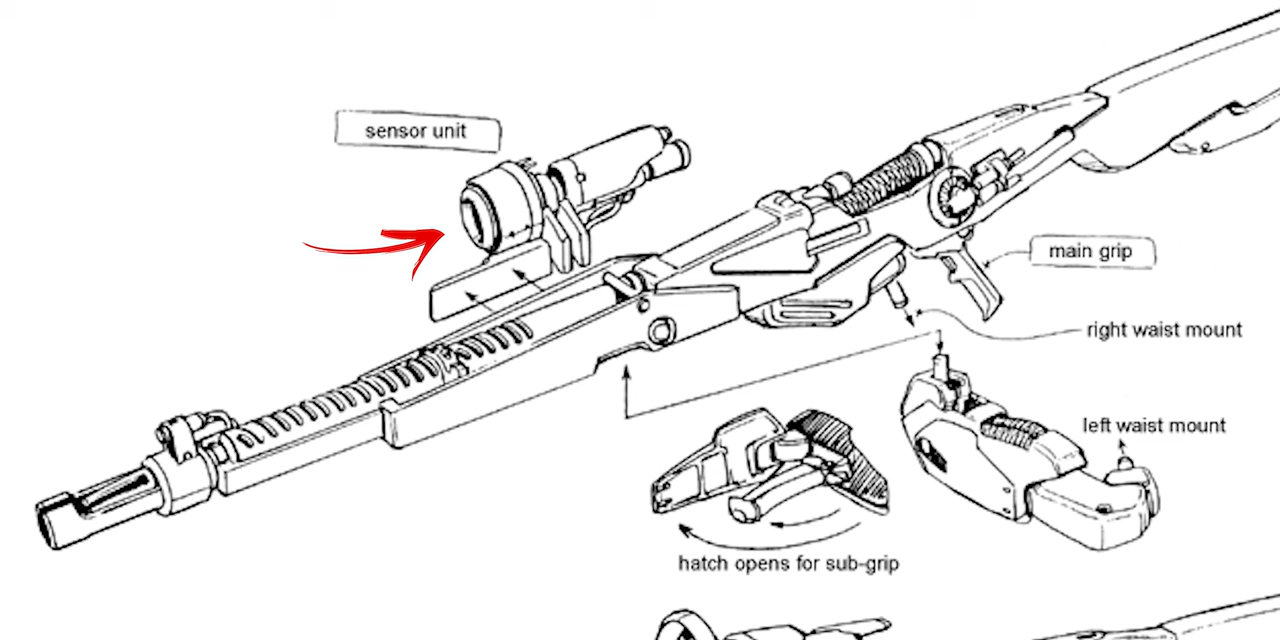 sensor unit
main grip
right waist mount
left waist mount
hatch opens for sub-grip